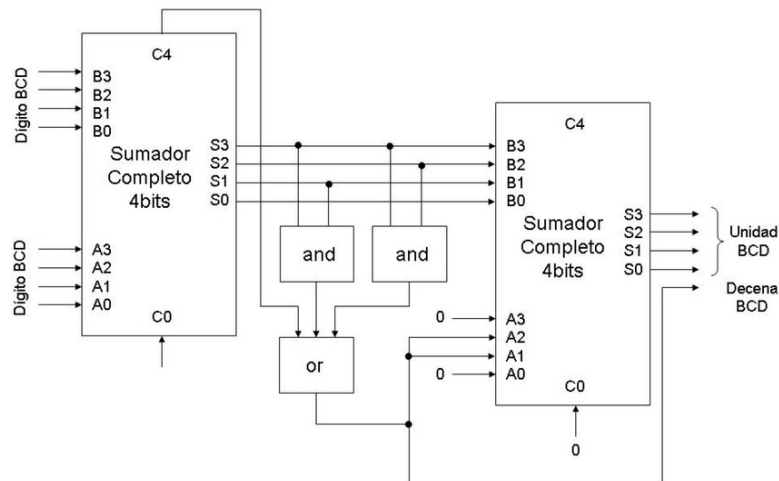 C4
Dígito BCD
B3
B2
B1
B0
Sumador
Completo
4bits
S3
S2
S1
S0
Dígito BCD
A3
A2
A1
A0
C0
and
and
or
C4
B3
B2
B1
B0
Sumador
Completo
4bits
S3
S2
S1
S0
Unidad
BCD
Decena
BCD
0
A3
A2
A1
0
A0
C0
0